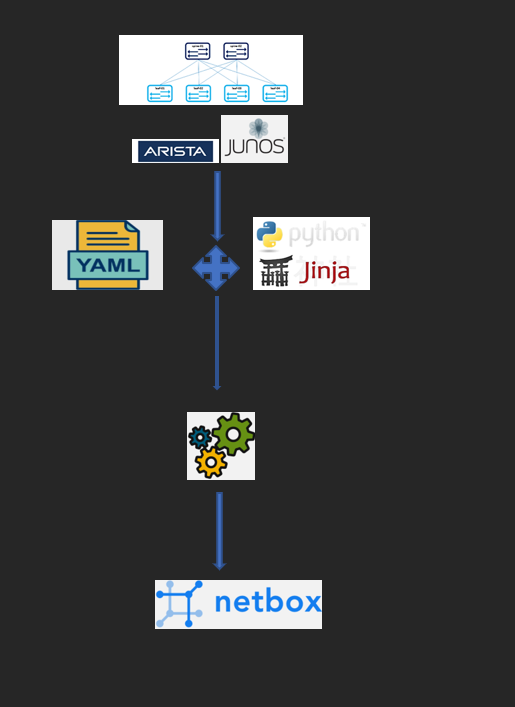 ARISTA
JUNOS
YAML
python
Jinja
netbox